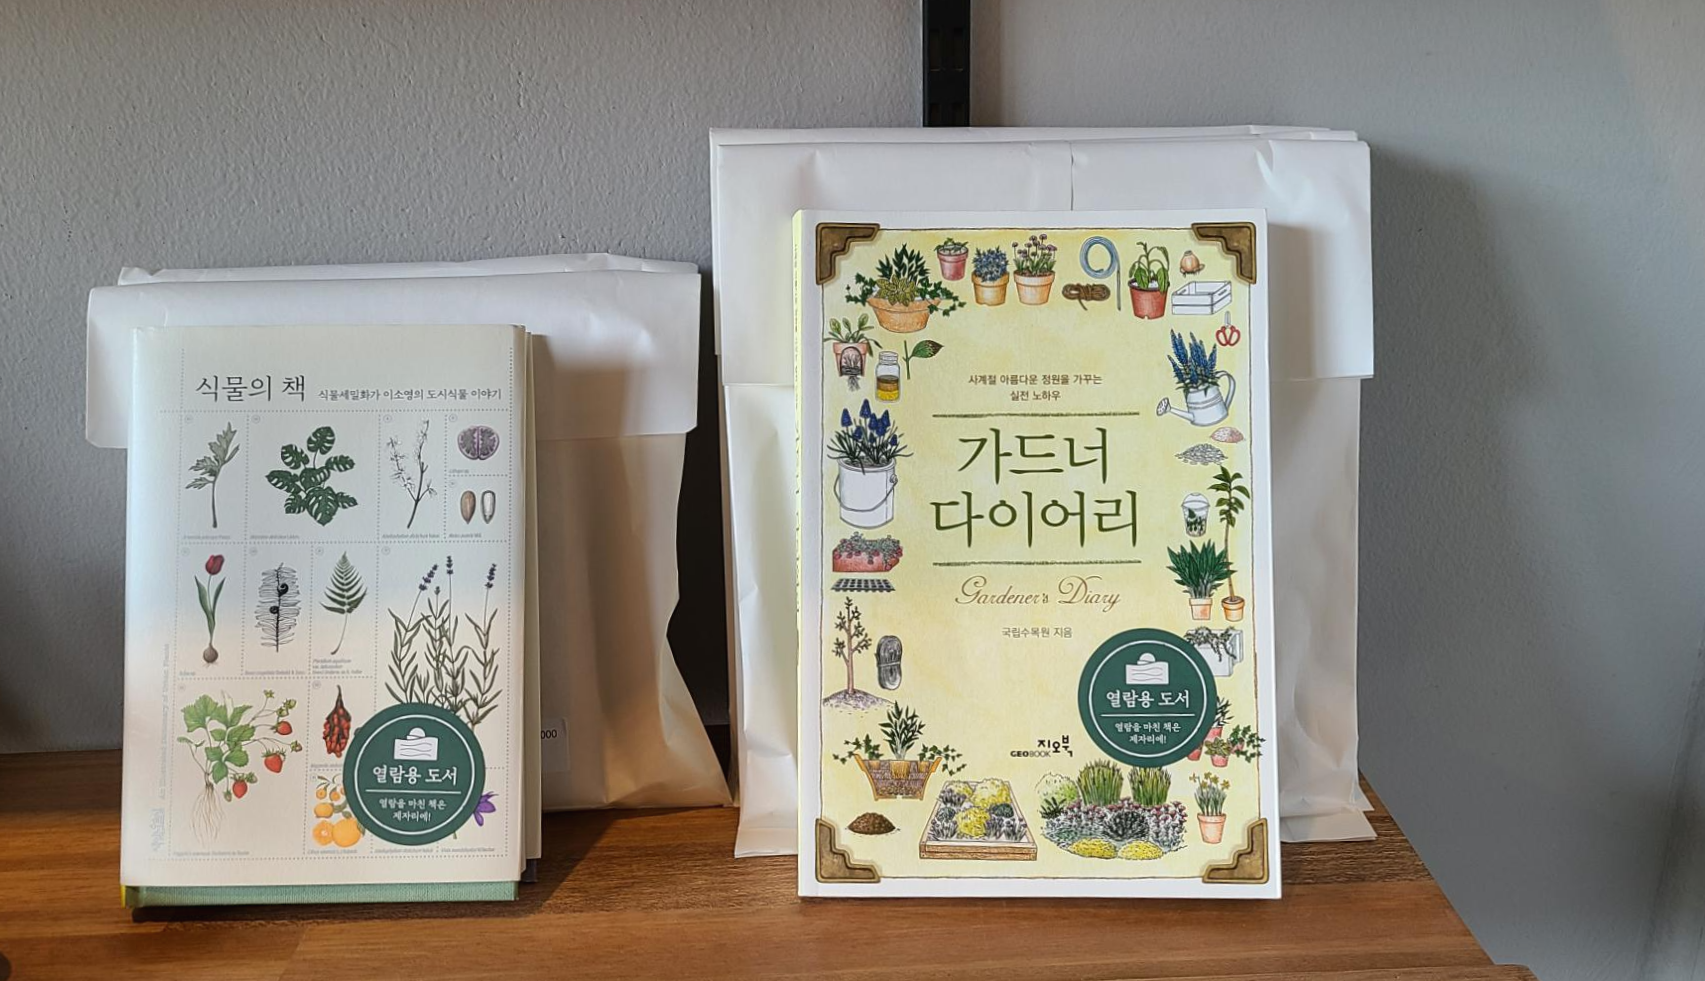 식물의 책 식물세밀화가 이소영의 도시식물 이야기
열람용 도서
열람을 마친 책은
제자리에!
000
사계절 아름다운 정원을 가꾸는
실전 노하우
가드너
다이어리
Gardener's Diary
국립수목원 지음
열람용 도서
열람을 마친 책은
제자리에!
GEOBOOK 지오북